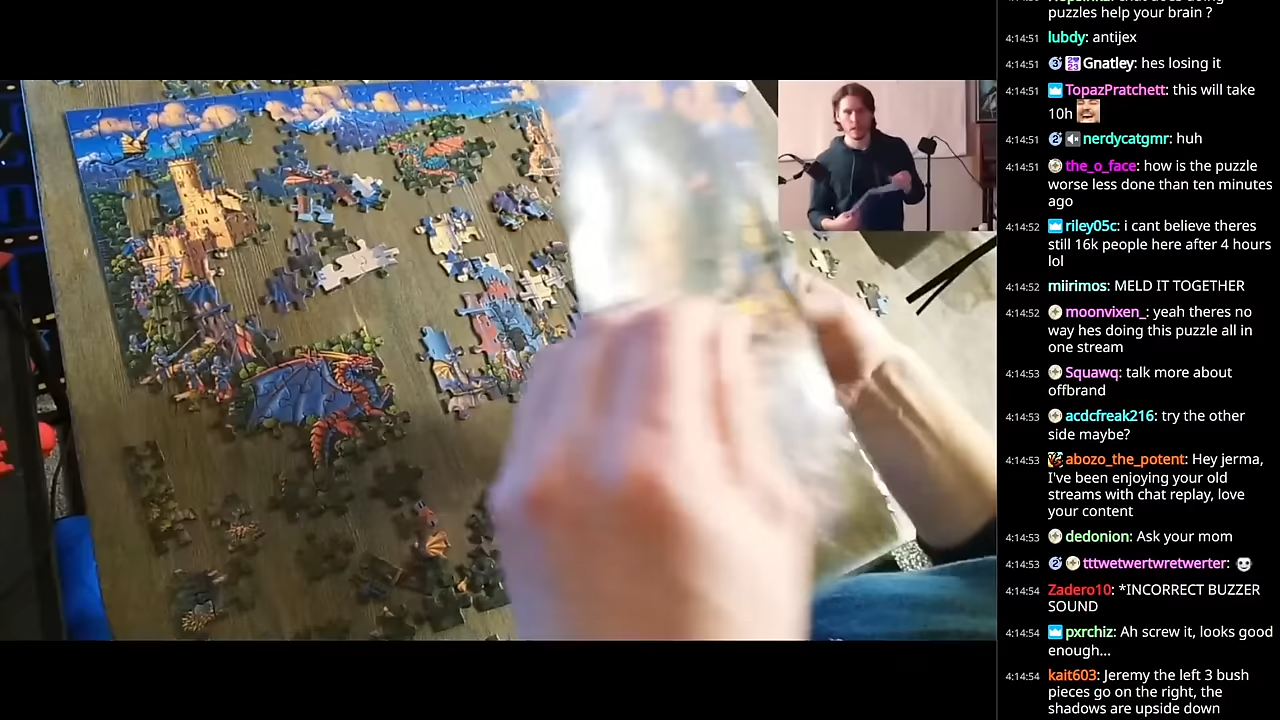 puzzles help your brain ?
4:14:51 lubdy: antijex
4:14:51 Gnatley: hes losing it
4:14:51 TopazPratchett: this will take
10h
4:14:51 nerdycatgmr: huh
4:14:51 the_o_face: how is the puzzle
worse less done than ten minutes
ago
4:14:52 riley05c: i cant believe theres
still 16k people here after 4 hours
lol
4:14:52 miirimos: MELD IT TOGETHER
4:14:52 moonvixen_: yeah theres no
way hes doing this puzzle all in
one stream
4:14:53 Squawq: talk more about
offbrand
4:14:53 acdcfreak216: try the other
side maybe?
4:14:53 abozo_the_potent: Hey jerma,
I've been enjoying your old
streams with chat replay, love
your content
4:14:53 dedonion: Ask your mom
4:14:53 tttwetwertwretwerter:
4:14:54 Zadero10: *INCORRECT BUZZER
SOUND
4:14:54 pxrchiz: Ah screw it, looks good
enough...
4:14:54 kait603: Jeremy the left 3 bush
pieces go on the right, the
shadows are upside down